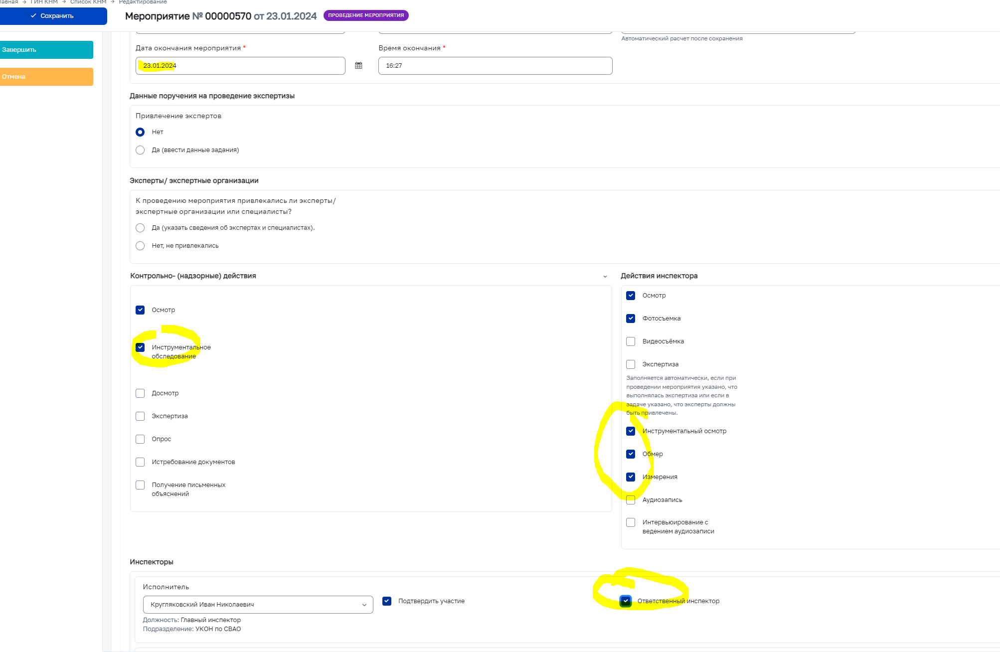 главная → ГИН КНМ → Список КНМ → Редактирование
Сохранить
Мероприятие № 00000570 от 23.01.2024
ПРОВЕДЕНИЕ МЕРОПРИЯТИЯ
Завершить
Отмена
Автоматический расчет после сохранения
Дата окончания мероприятия *
Время окончания *
23.01.2024
16:27
Данные поручения на проведение экспертизы
Привлечение экспертов
Нет
Да (ввести данные задания)
Эксперты/ экспертные организации
К проведению мероприятия привлекались ли эксперты/
экспертные организации или специалисты?
Да (указать сведения об экспертах и специалистах).
Нет, не привлекались
Контрольно- (надзорные) действия
Осмотр
Инструментальное
обследование
Досмотр
Экспертиза
Опрос
Истребование документов
Получение письменных
объяснений
Действия инспектора
Осмотр
Фотосъемка
Видеосъёмка
Экспертиза
Заполняется автоматически, если при
проведении мероприятия указано, что
выполнялась экспертиза или если в
задаче указано, что эксперты должны
быть привлечены.
Инструментальный осмотр
Обмер
Измерения
Аудиозапись
Интервьюирование с
ведением аудиозаписи
Инспекторы
Исполнитель
Кругляковский Иван Николаевич
Подтвердить участие
Ответственный инспектор
Должность: Главный инспектор
Подразделение: УКОН по СВАО